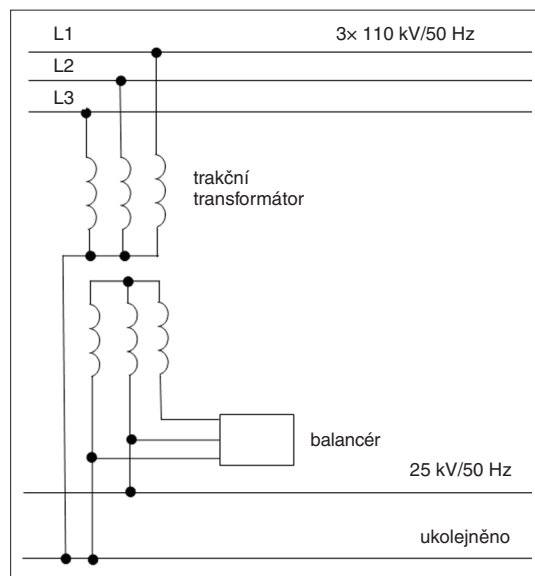 L1
3× 110 kV/50 Hz
L2
L3
trakční
transformátor
balancér
25 kV/50 Hz
ukolejněno